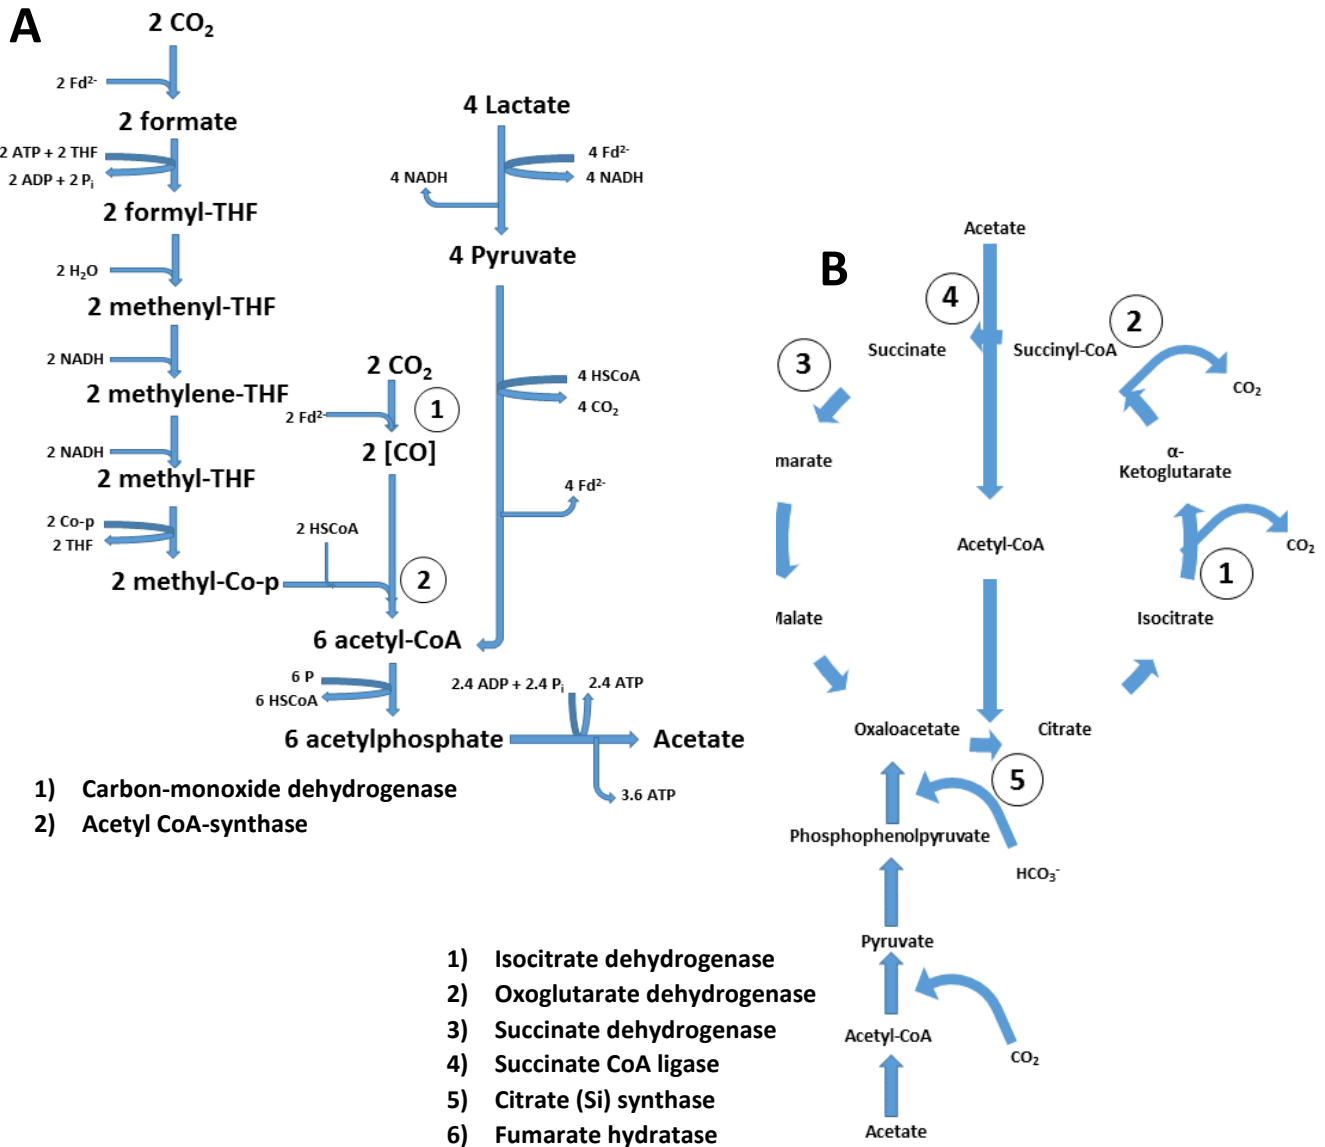 A
2 CO2
2 Fd2-
2 formate
2 ATP + 2 THF
2 ADP + 2 Pi
2 formyl-THF
2 H2O
2 methenyl-THF
2 NADH
2 methylene-THF
2 NADH
2 methyl-THF
2 Co-p
2 THF
2 methyl-Co-p
2 HSCoA
2 CO2
2 Fd2-
1
2 [CO]
2
4 Lactate
4 Fd2-
4 NADH
4 NADH
4 Pyruvate
4 HSCoA
4 CO2
4 Fd2-
6 acetyl-CoA
6 P
6 HSCoA
6 acetylphosphate
2.4 ADP + 2.4 Pi
2.4 ATP
3.6 ATP
Acetate
1) Carbon-monoxide dehydrogenase
2) Acetyl CoA-synthase
B
Acetate
4
Succinate
Succinyl-CoA
2
CO2
3
marate
α-
Ketoglutarate
CO2
1
Acetyl-CoA
Malate
Isocitrate
Oxaloacetate
Citrate
5
Phosphophenolpyruvate
HCO3-
Pyruvate
Acetyl-CoA
CO2
Acetate
1) Isocitrate dehydrogenase
2) Oxoglutarate dehydrogenase
3) Succinate dehydrogenase
4) Succinate CoA ligase
5) Citrate (Si) synthase
6) Fumarate hydratase